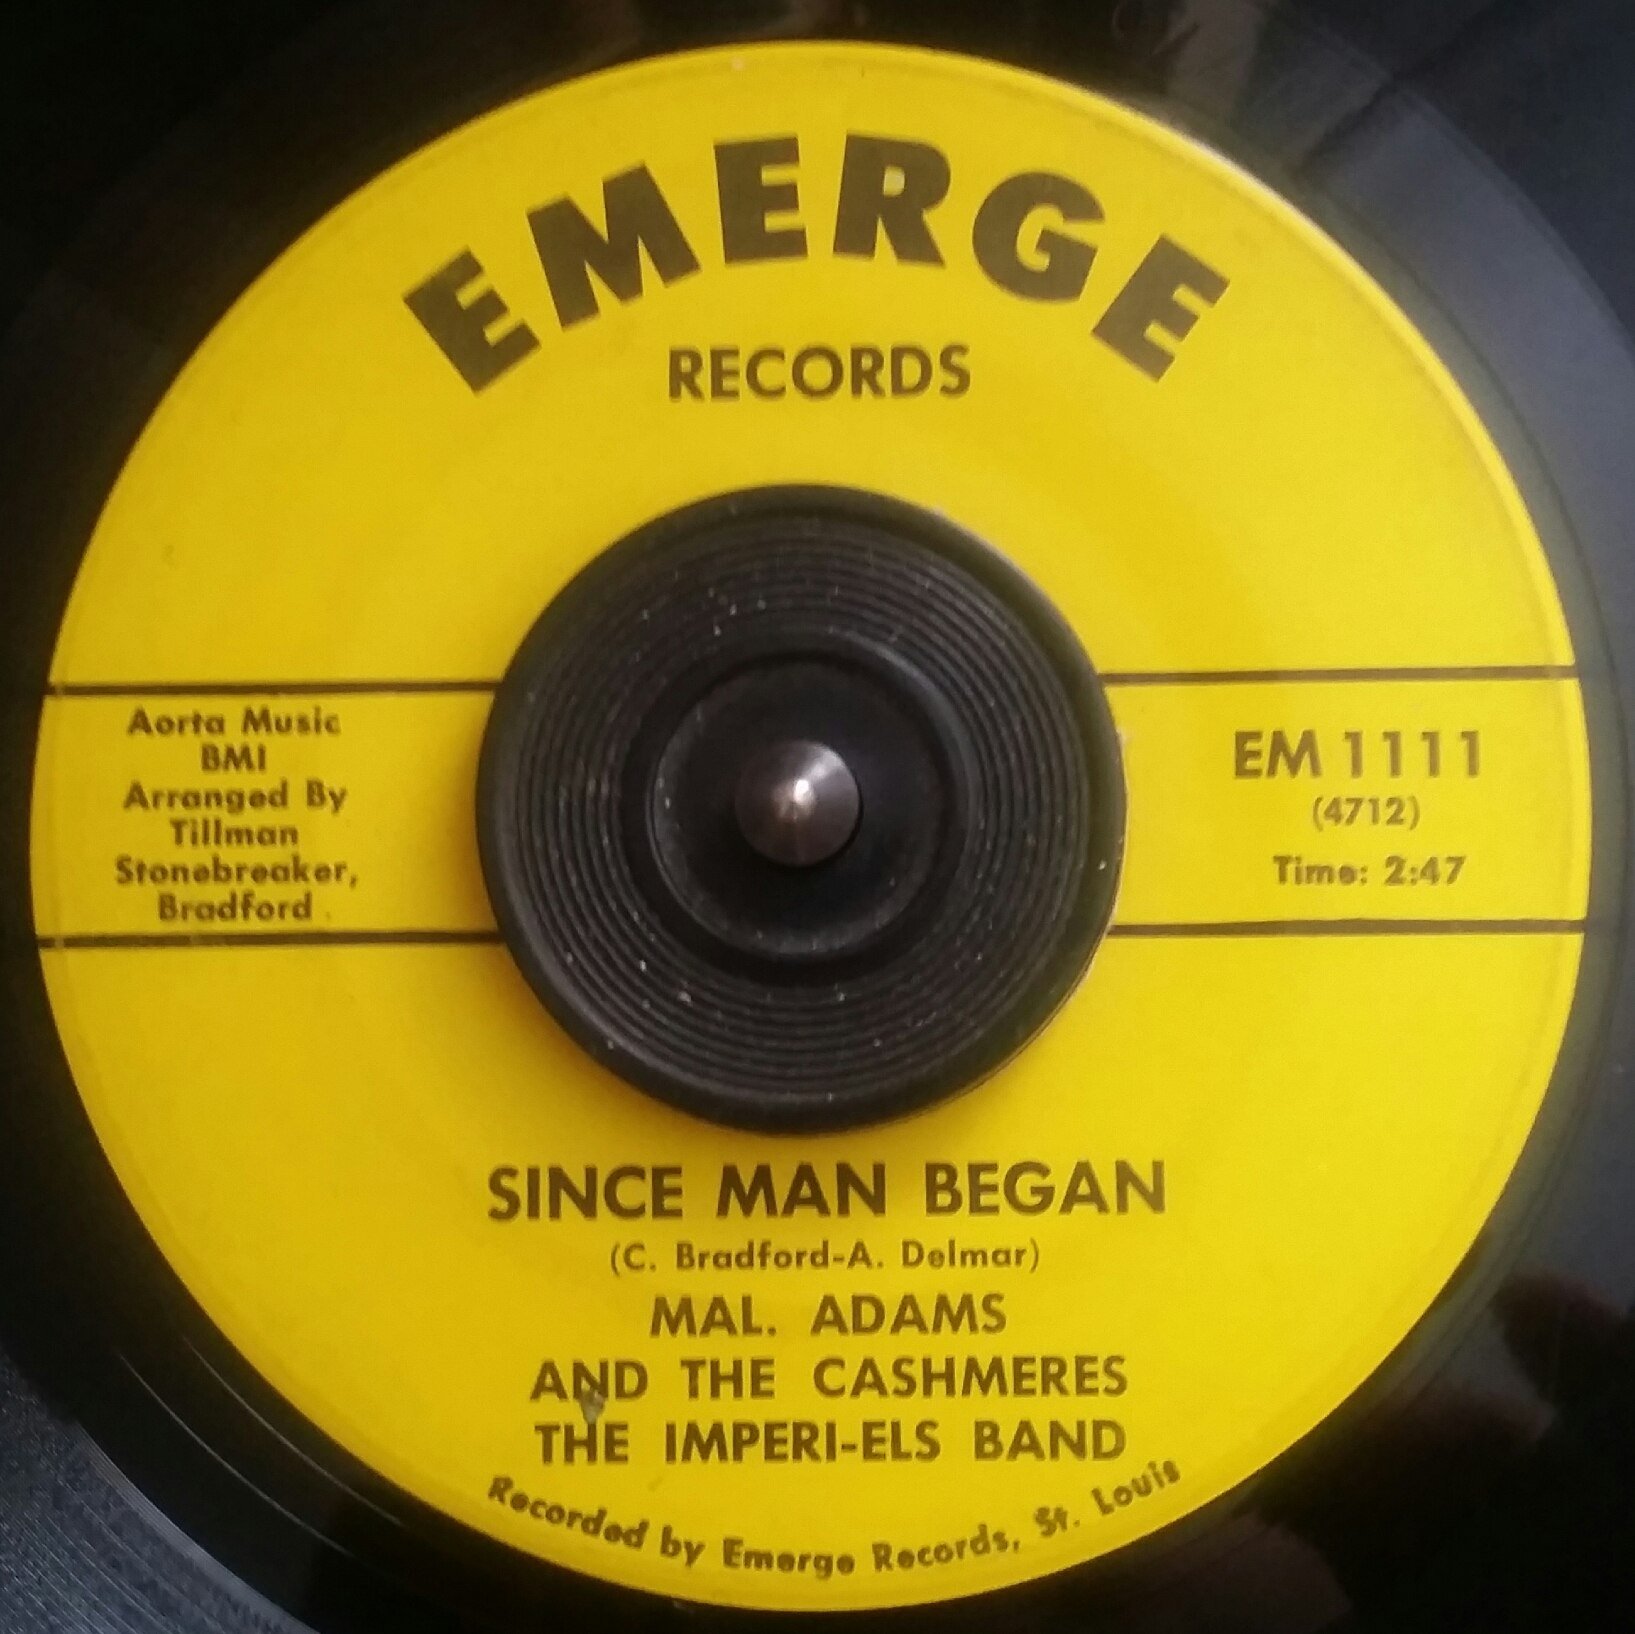 EMERGE
RECORDS
Aorta Music
BMI
Arranged By
Tillman
Stonebreaker,
Bradford
EM 1111
(4712)
Time: 2:47
SINCE MAN BEGAN
(C. Bradford-A. Delmar)
MAL. ADAMS
AND THE CASHMERES
THE IMPERI-ELS BAND
Recorded by Emerge Records, St. Louis